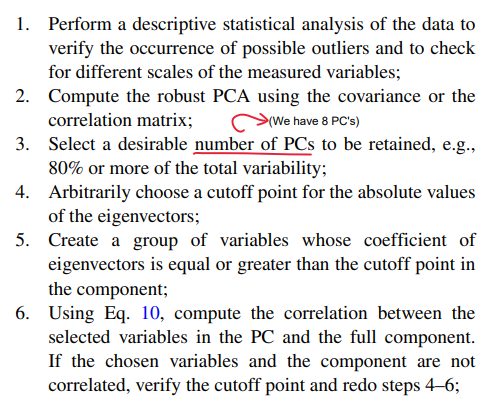 1. Perform a descriptive statistical analysis of the data to
verify the occurrence of possible outliers and to check
for different scales of the measured variables;
2. Compute the robust PCA using the covariance or the
correlation matrix;
(We have 8 PC's)
3. Select a desirable number of PCs to be retained, e.g.,
80% or more of the total variability;
4. Arbitrarily choose a cutoff point for the absolute values
of the eigenvectors;
5. Create a group of variables whose coefficient of
eigenvectors is equal or greater than the cutoff point in
the component;
6. Using Eq. 10, compute the correlation between the
selected variables in the PC and the full component.
If the chosen variables and the component are not
correlated, verify the cutoff point and redo steps 4–6;